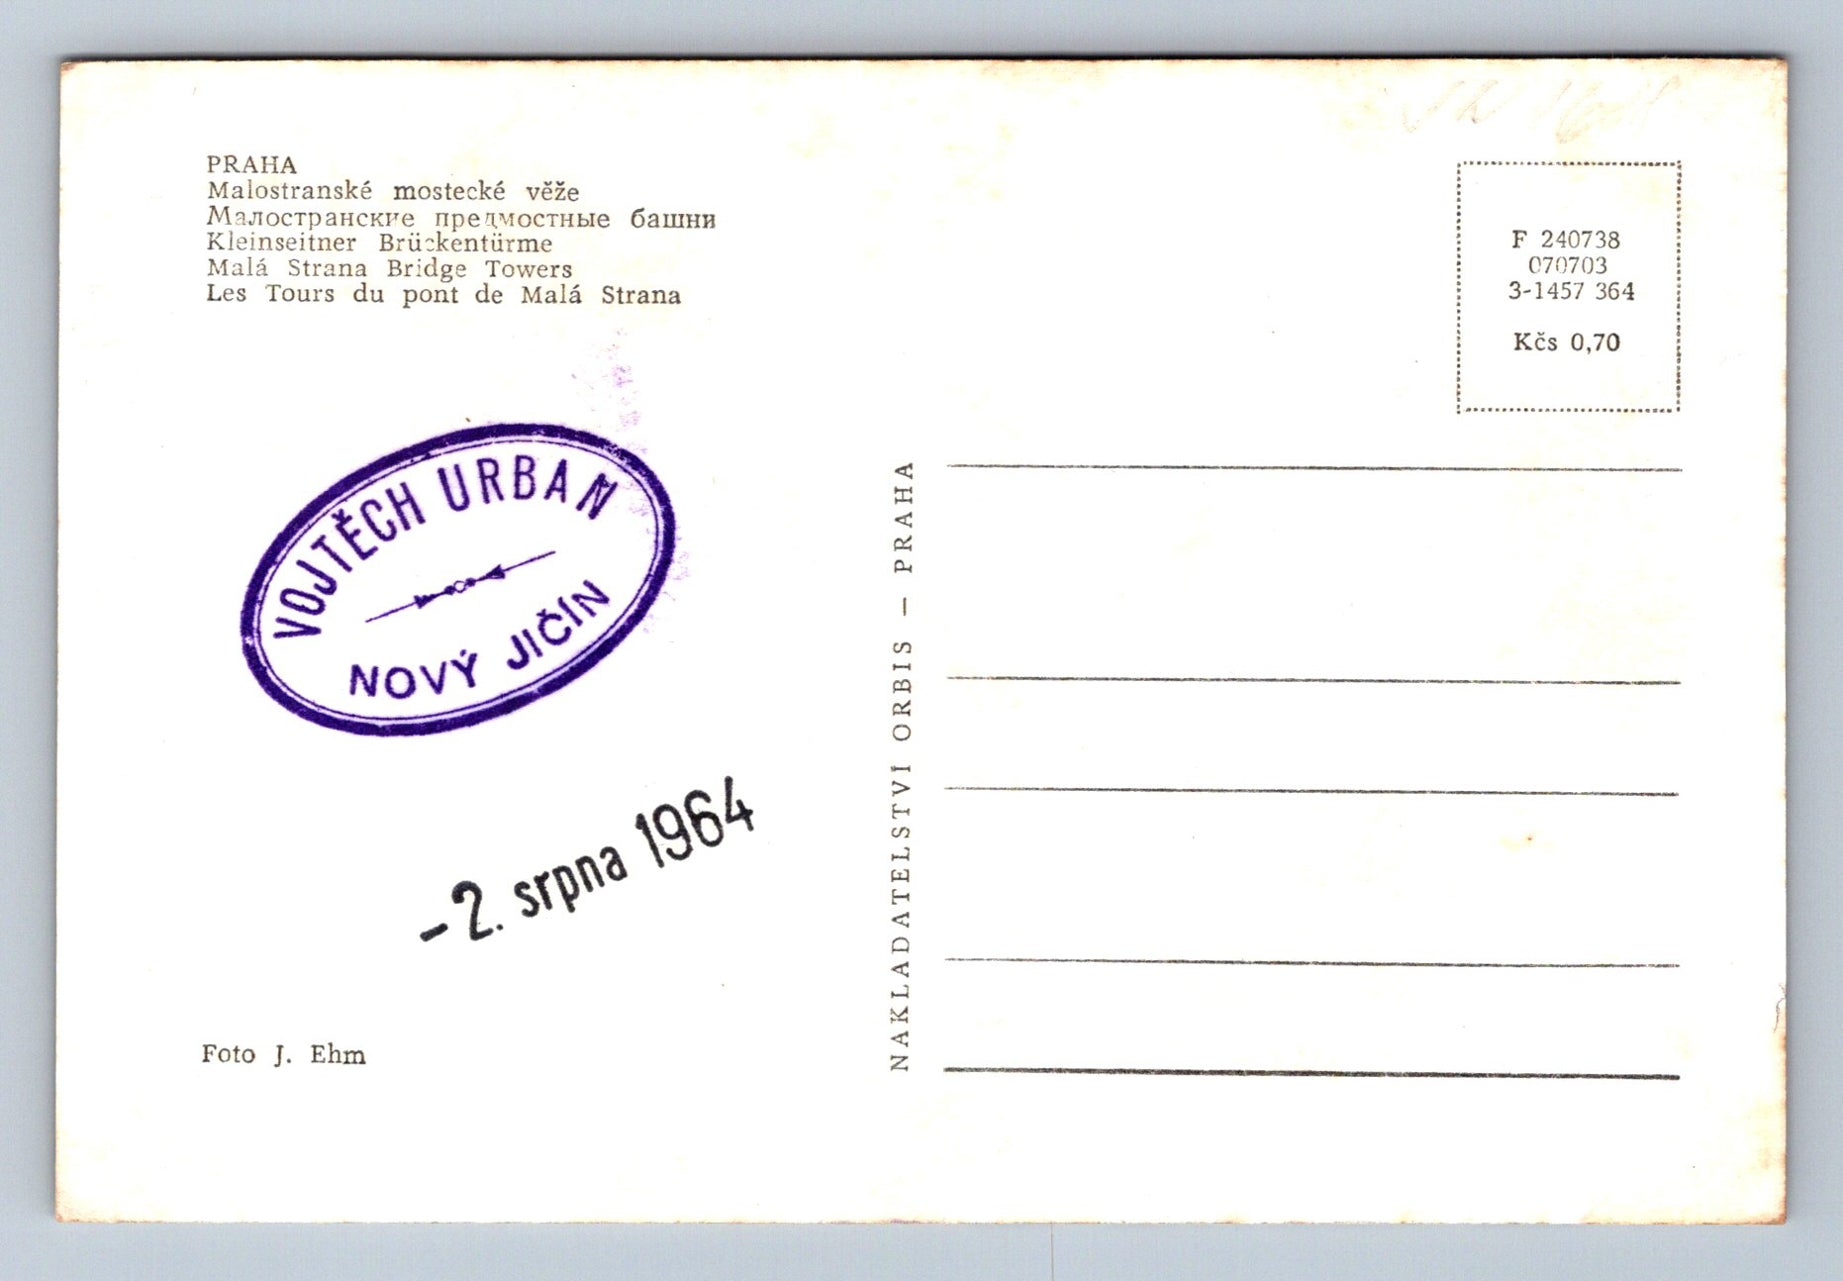 PRAHA
Malostranské mostecké věže
Малостранские предмостные башни
Kleinseitner Brückentürme
Malá Strana Bridge Towers
Les Tours du pont de Malá Strana
F 240738
070703
3-1457 364
Kčs 0,70
VOJTĚCH URBAN
NOVÝ JIČÍN
-2. srpna 1964
NAKLADATELSTVÍ ORBIS — PRAHA
Foto J. Ehm